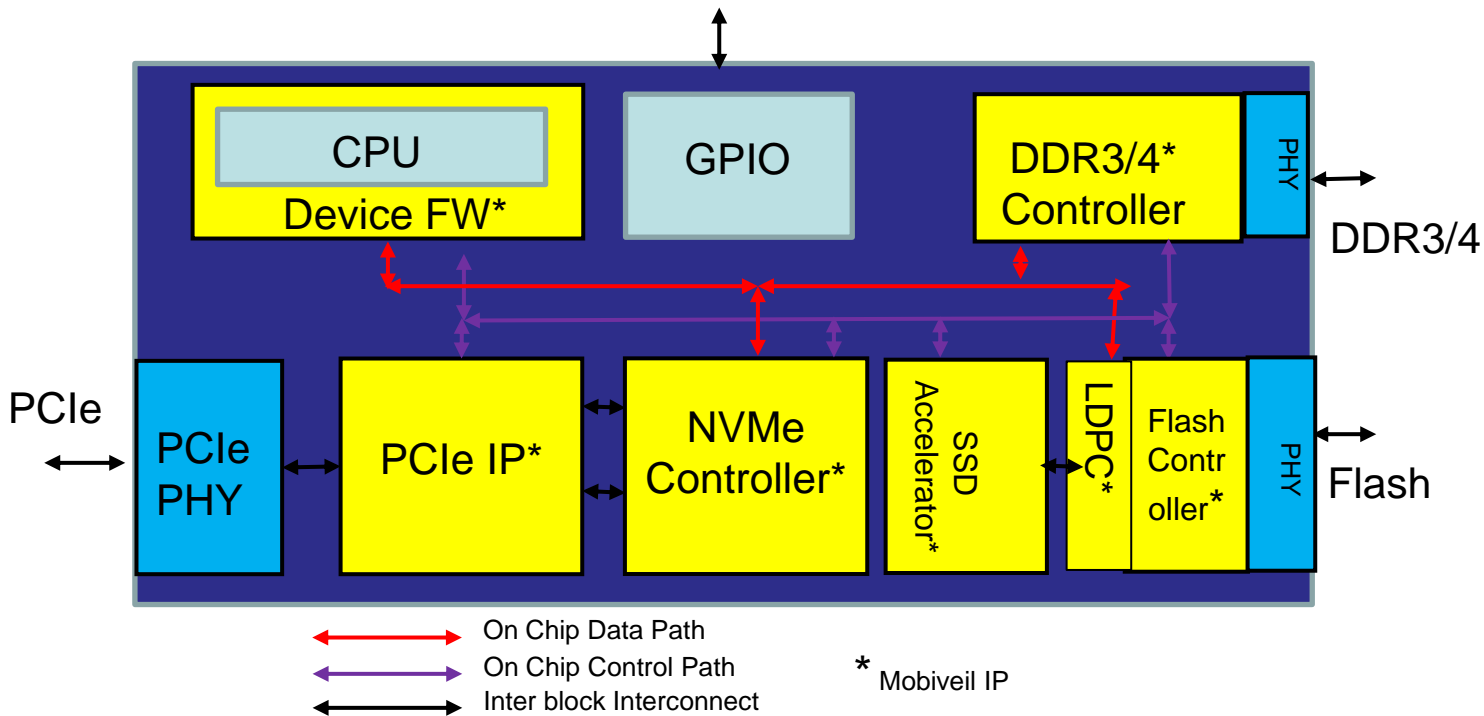 CPU
Device FW*
GPIO
DDR3/4*
Controller
PHY
DDR3/4
PCIe
PCIe
PHY
PCIe IP*
NVMe
Controller*
SSD
Accelerator*
LDPC*
Flash
Contr
oller*
PHY
Flash
On Chip Data Path
On Chip Control Path
Inter block Interconnect
* Mobiveil IP